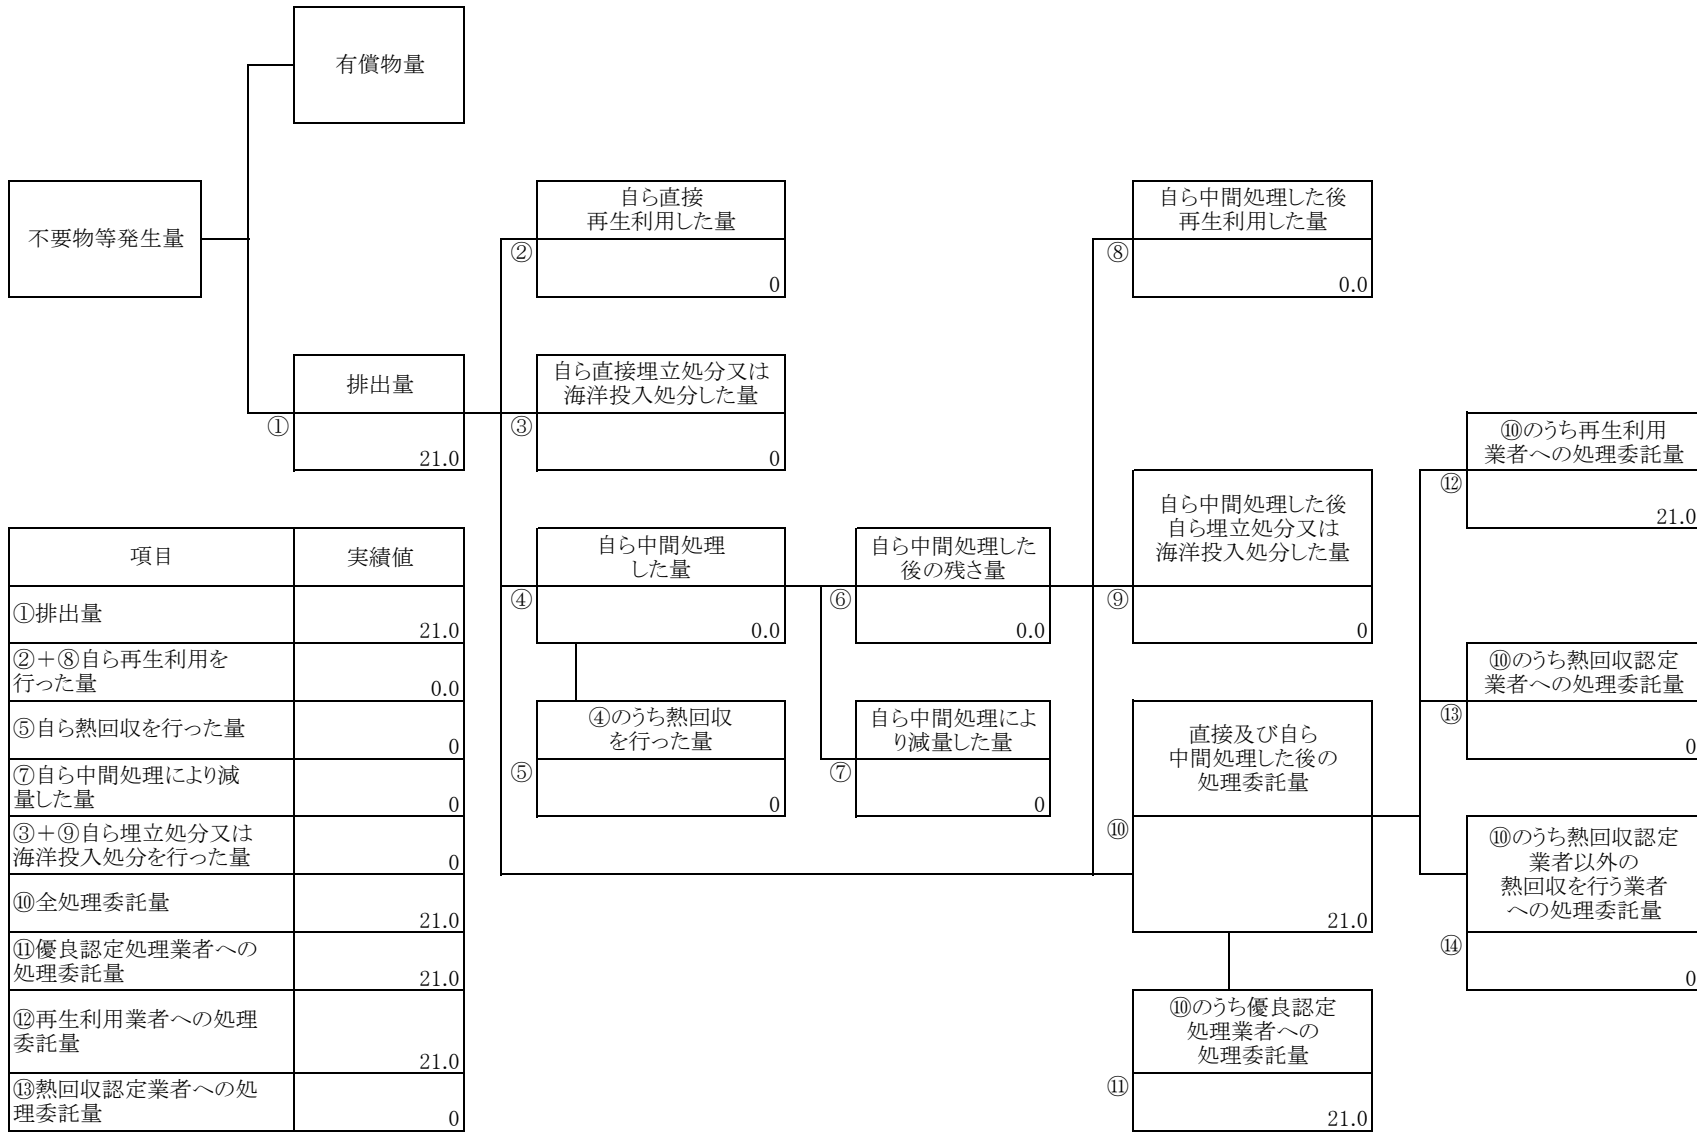 有償物量
不要物等発生量
自ら直接
再生利用した量
②
0
自ら中間処理した後
再生利用した量
⑧
0.0
排出量
①
21.0
自ら直接埋立処分又は
海洋投入処分した量
③
0
⑩のうち再生利用
業者への処理委託量
⑫
21.0
自ら中間処理
した量
④
0.0
自ら中間処理した
後の残さ量
⑥
0.0
自ら中間処理した後
自ら埋立処分又は
海洋投入処分した量
⑨
0
⑩のうち熱回収認定
業者への処理委託量
⑬
0
④のうち熱回収
を行った量
⑤
0
自ら中間処理によ
り減量した量
⑦
0
直接及び自ら
中間処理した後の
処理委託量
⑩
21.0
⑩のうち熱回収認定
業者以外の
熱回収を行う業者
への処理委託量
⑭
0
⑩のうち優良認定
処理業者への
処理委託量
⑪
21.0
項目 実績値
①排出量
21.0
②＋⑧自ら再生利用を
行った量 0.0
⑤自ら熱回収を行った量
0
⑦自ら中間処理により減
量した量 0
③＋⑨自ら埋立処分又は
海洋投入処分を行った量 0
⑩全処理委託量
21.0
⑪優良認定処理業者への
処理委託量 21.0
⑫再生利用業者への処理
委託量
21.0
⑬熱回収認定業者への処
理委託量 0